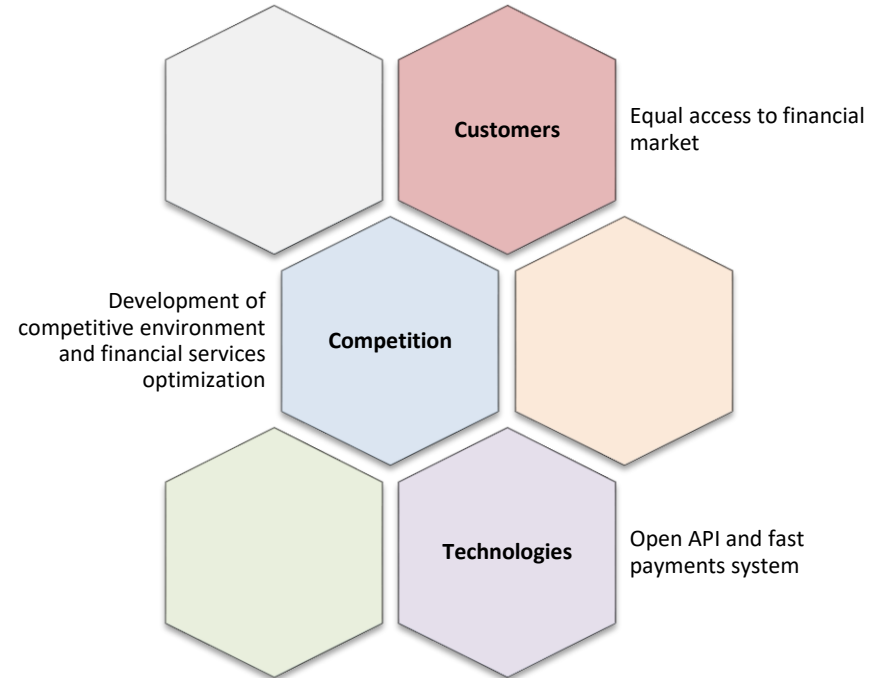 Customers
Equal access to financial
market
Development of
competitive environment
and financial services
optimization
Competition
Technologies
Open API and fast
payments system